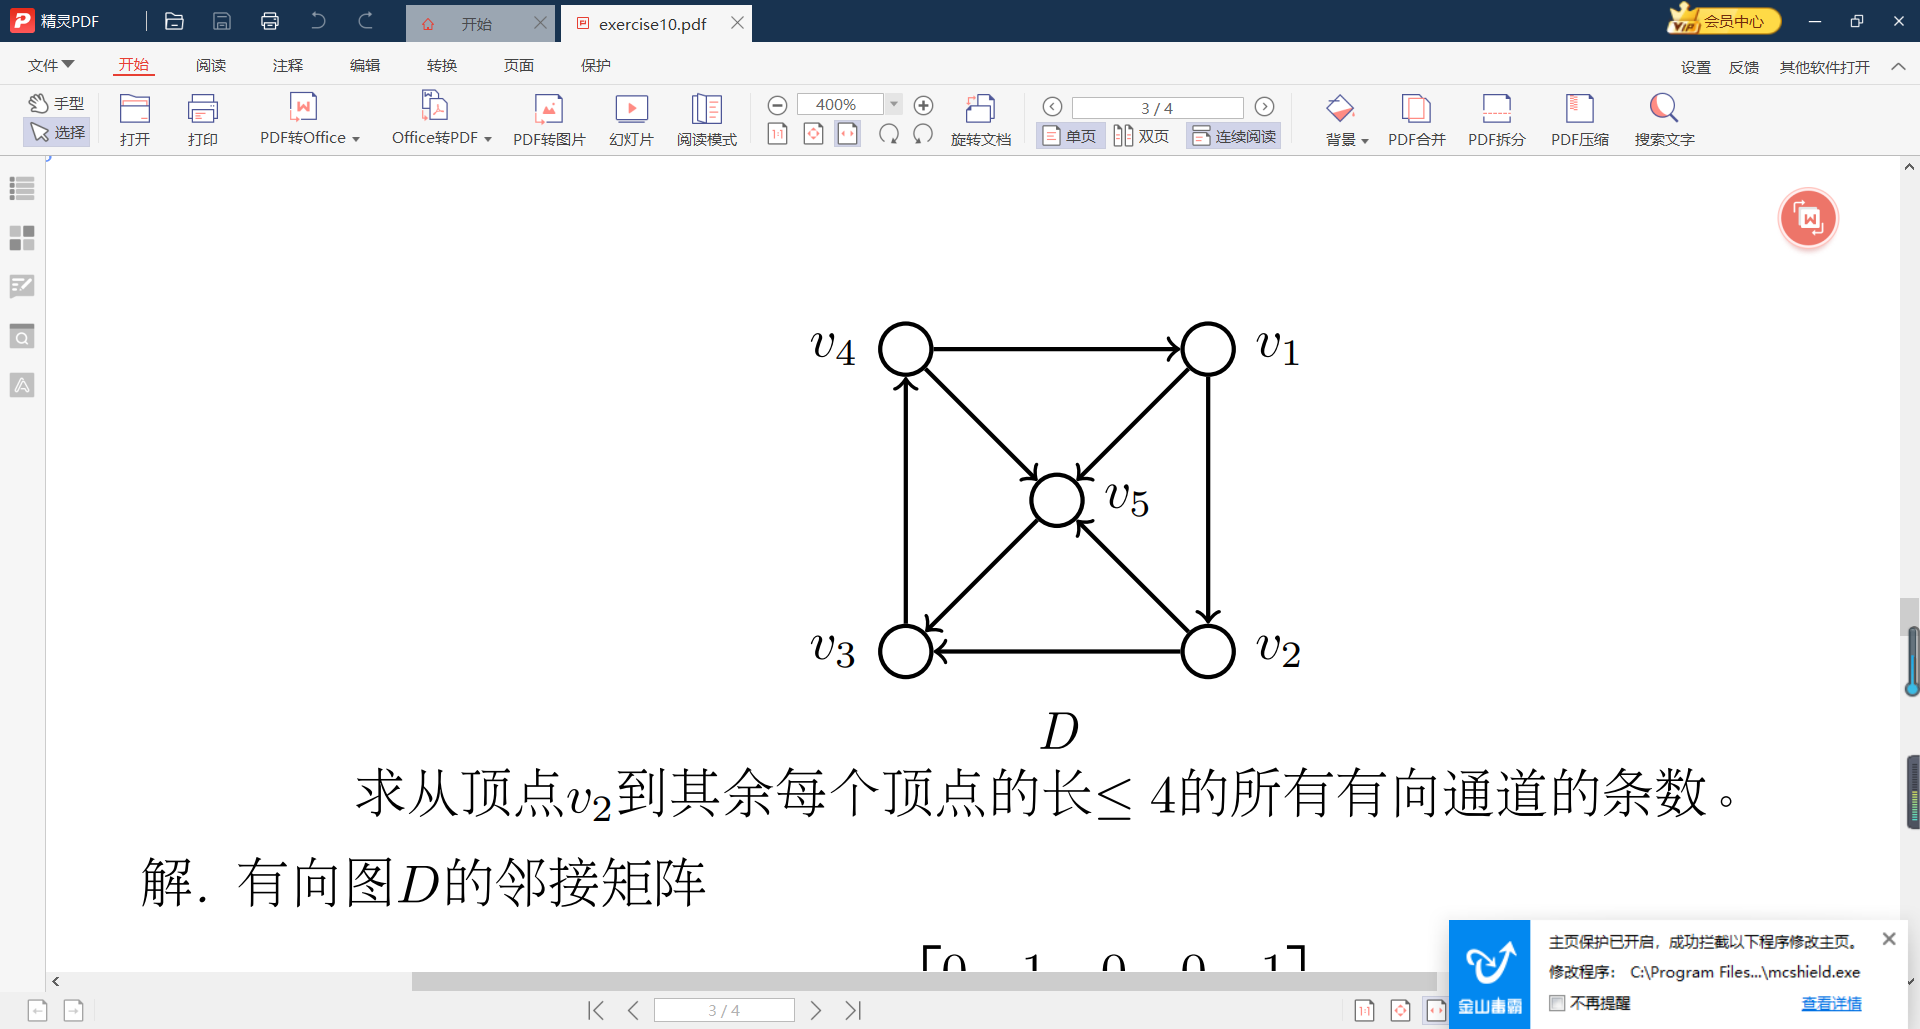 精灵PDF 开始 exercise10.pdf VIP 会员中心
文件 开始 阅读 注释 编辑 转换 页面 保护 设置 反馈 其他软件打开
手型 400% 3 / 4
选择 打开 打印 PDF转Office Office转PDF PDF转图片 幻灯片 阅读模式 1:1 旋转文档 单页 双页 连续阅读 背景 PDF合并 PDF拆分 PDF压缩 搜索文字
v4 v1
v5
v3 v2
D
求从顶点v2到其余每个顶点的长≤ 4的所有有向通道的条数。
解. 有向图D的邻接矩阵
0 1 0 0 1
主页保护已开启，成功拦截以下程序修改主页。
修改程序： C:\Program Files...\mcshield.exe
金山毒霸 不再提醒 查看详情
3 / 4 1:1